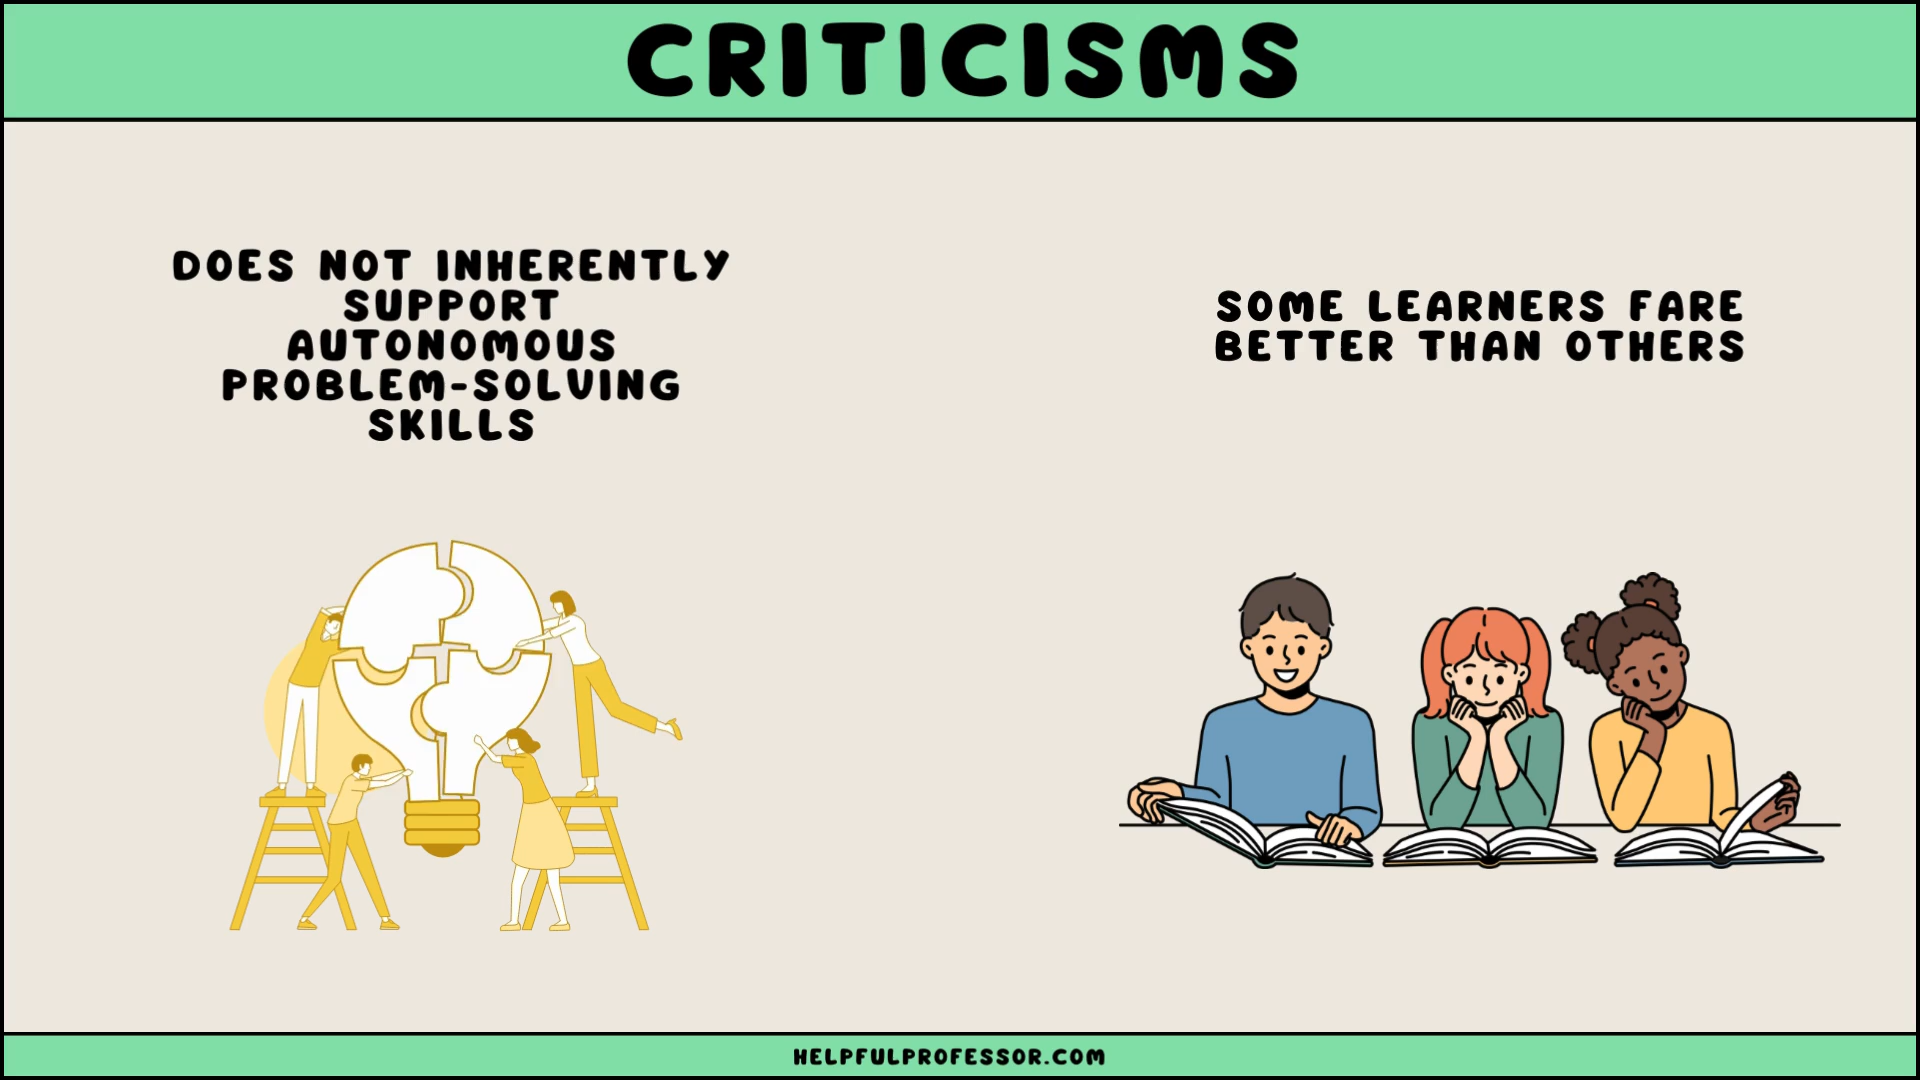 CRITICISMS
DOES NOT INHERENTLY
SUPPORT
AUTONOMOUS
PROBLEM-SOLVING
SKILLS
SOME LEARNERS FARE
BETTER THAN OTHERS
HELPFULPROFESSOR.COM